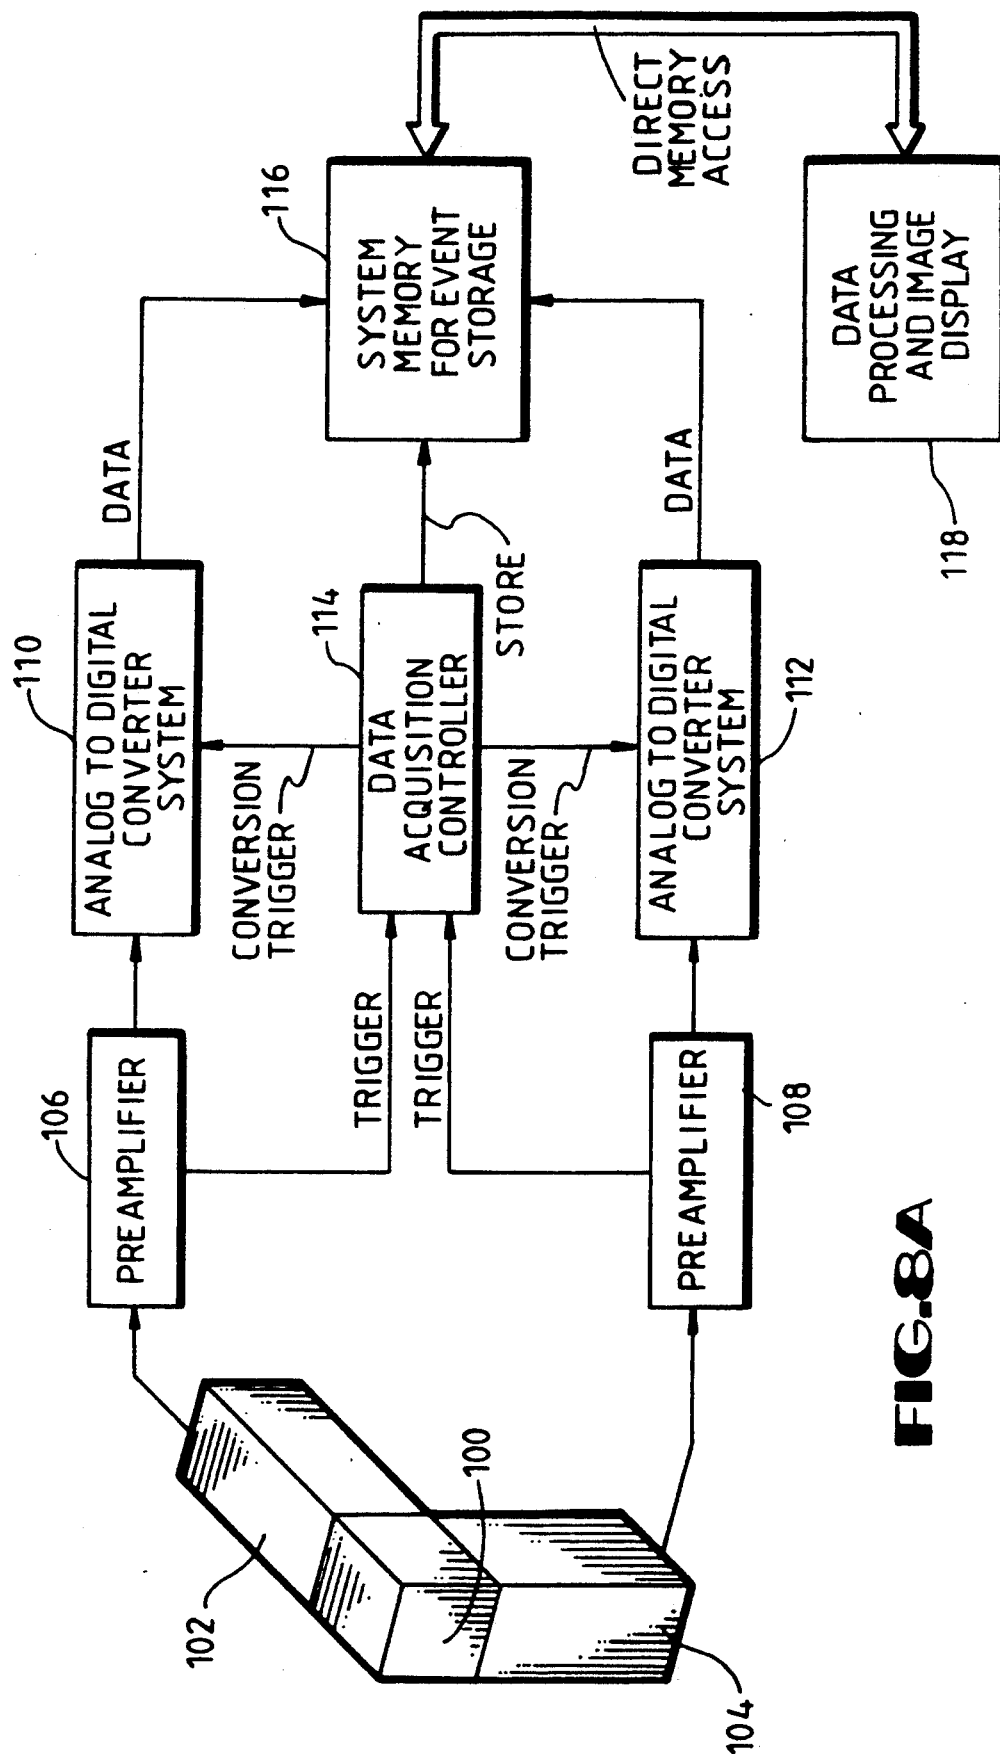 102
100
104
106
PREAMPLIFIER
PREAMPLIFIER
108
TRIGGER
TRIGGER
110
ANALOG TO DIGITAL
CONVERTER
SYSTEM
CONVERSION
TRIGGER
114
DATA
ACQUISITION
CONTROLLER
CONVERSION
TRIGGER
ANALOG TO DIGITAL
CONVERTER
SYSTEM
112
DATA
STORE
DATA
116
SYSTEM
MEMORY
FOR EVENT
STORAGE
DIRECT
MEMORY
ACCESS
DATA
PROCESSING
AND IMAGE
DISPLAY
118
FIG.8A